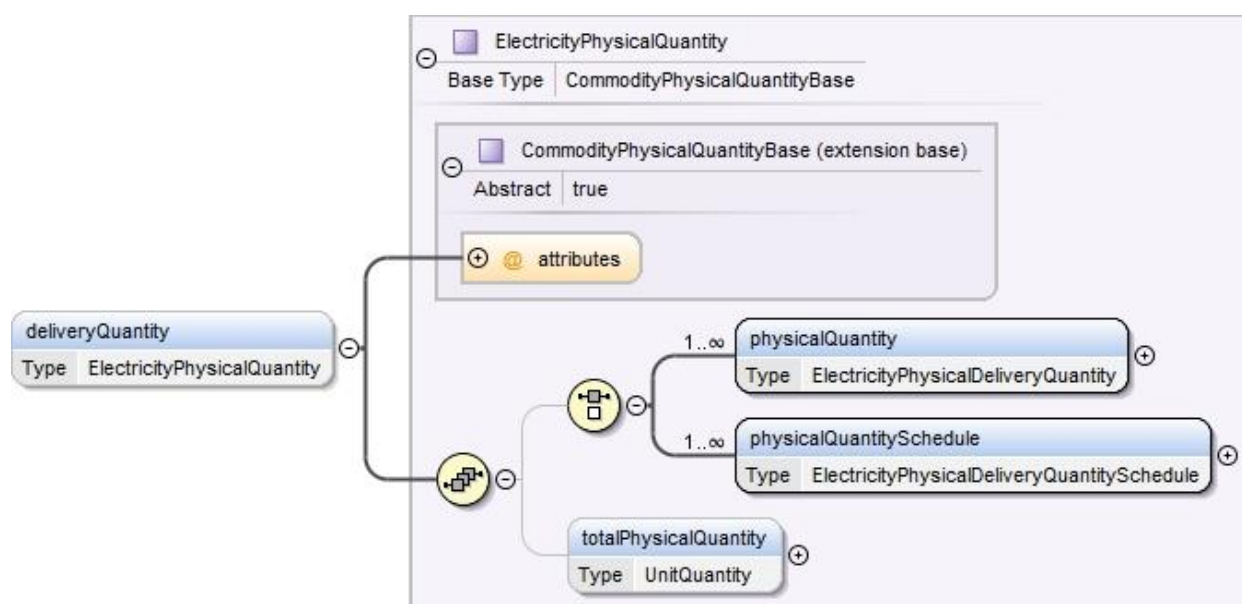 ElectricityPhysicalQuantity
Base Type CommodityPhysicalQuantityBase
CommodityPhysicalQuantityBase (extension base)
Abstract true
@ attributes
deliveryQuantity
Type ElectricityPhysicalQuantity
1..∞ physicalQuantity
Type ElectricityPhysicalDeliveryQuantity
1..∞ physicalQuantitySchedule
Type ElectricityPhysicalDeliveryQuantitySchedule
totalPhysicalQuantity
Type UnitQuantity